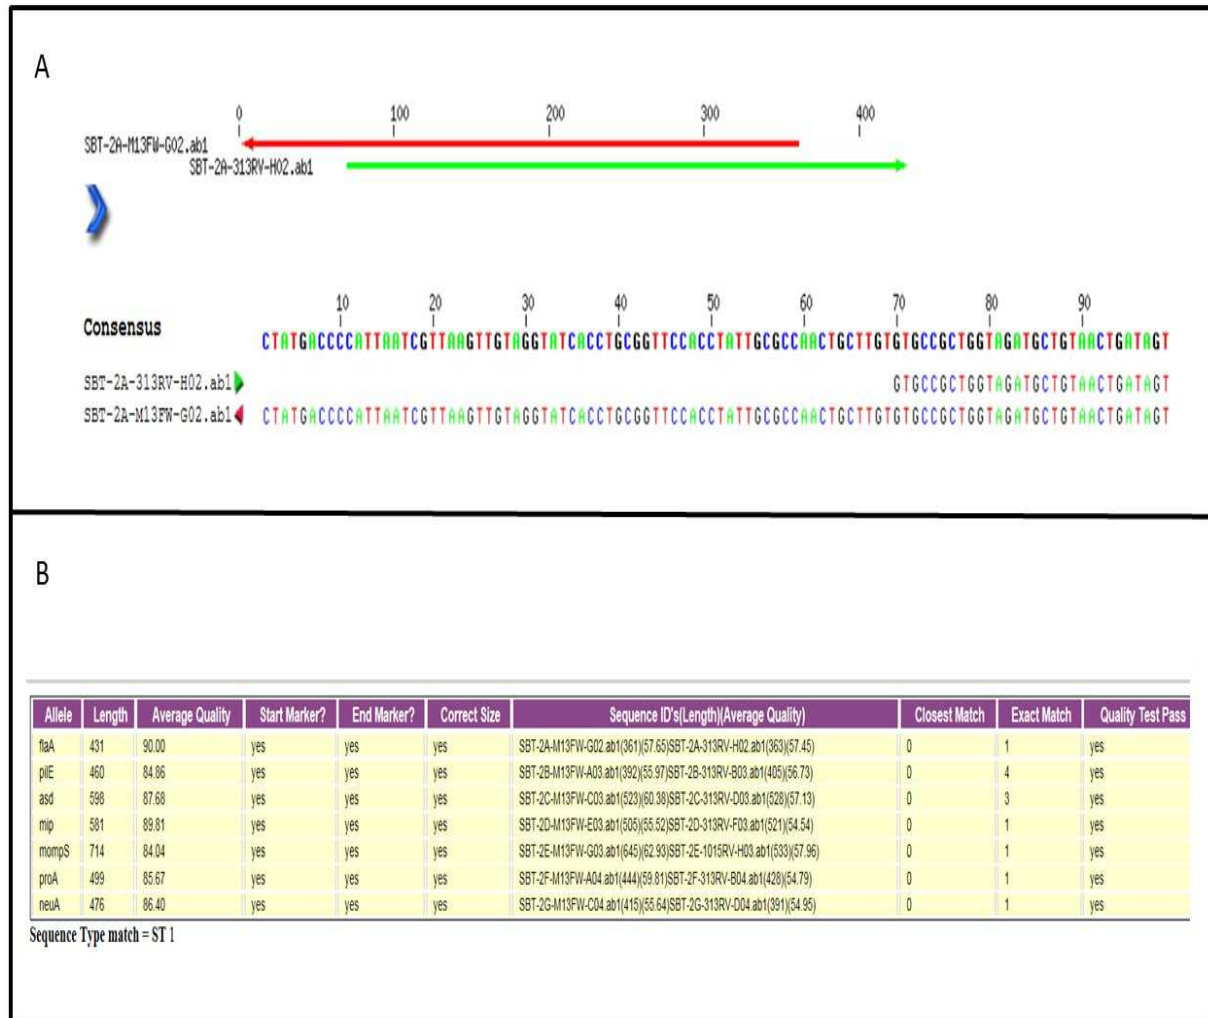 A
0 100 200 300 400
SBT-2A-M13FW-G02.ab1
SBT-2A-313RV-H02.ab1
10 20 30 40 50 60 70 80 90
Consensus CTATGACCCCATTAATCGTTAAGTTGTAGGTATCACCTGCGGTTCCACCTATTGCGCCAACTGCTTGTGTGCCGCTGGTAGATGCTGTAACTGATAGT
SBT-2A-313RV-H02.ab1 GTGCCGCTGGTAGATGCTGTAACTGATAGT
SBT-2A-M13FW-G02.ab1 CTATGACCCCATTAATCGTTAAGTTGTAGGTATCACCTGCGGTTCCACCTATTGCGCCAACTGCTTGTGTGCCGCTGGTAGATGCTGTAACTGATAGT
B
Allele Length Average Quality Start Marker? End Marker? Correct Size Sequence ID's(Length)(Average Quality) Closest Match Exact Match Quality Test Pass
flaA 431 90.00 yes yes yes SBT-2A-M13FW-G02.ab1(361)(57.65)SBT-2A-313RV-H02.ab1(363)(57.45) 0 1 yes
pilE 460 84.86 yes yes yes SBT-2B-M13FW-A03.ab1(392)(55.97)SBT-2B-313RV-B03.ab1(405)(56.73) 0 4 yes
asd 598 87.68 yes yes yes SBT-2C-M13FW-C03.ab1(523)(60.38)SBT-2C-313RV-D03.ab1(528)(57.13) 0 3 yes
mip 581 89.81 yes yes yes SBT-2D-M13FW-E03.ab1(505)(55.52)SBT-2D-313RV-F03.ab1(521)(54.54) 0 1 yes
mompS 714 84.04 yes yes yes SBT-2E-M13FW-G03.ab1(645)(62.93)SBT-2E-1015RV-H03.ab1(533)(57.96) 0 1 yes
proA 499 85.67 yes yes yes SBT-2F-M13FW-A04.ab1(444)(59.81)SBT-2F-313RV-B04.ab1(428)(54.79) 0 1 yes
neuA 476 86.40 yes yes yes SBT-2G-M13FW-C04.ab1(415)(55.64)SBT-2G-313RV-D04.ab1(391)(54.95) 0 1 yes
Sequence Type match = ST 1